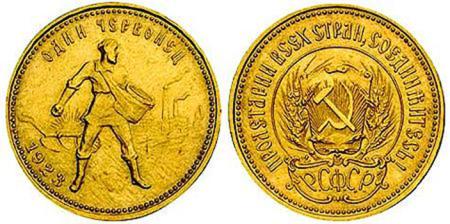 ОДИН ЧЕРВОНЕЦ
1923
ПРОЛЕТАРИИ ВСЕХ СТРАН, СОЕДИНЯЙТЕСЬ!
РСФСР